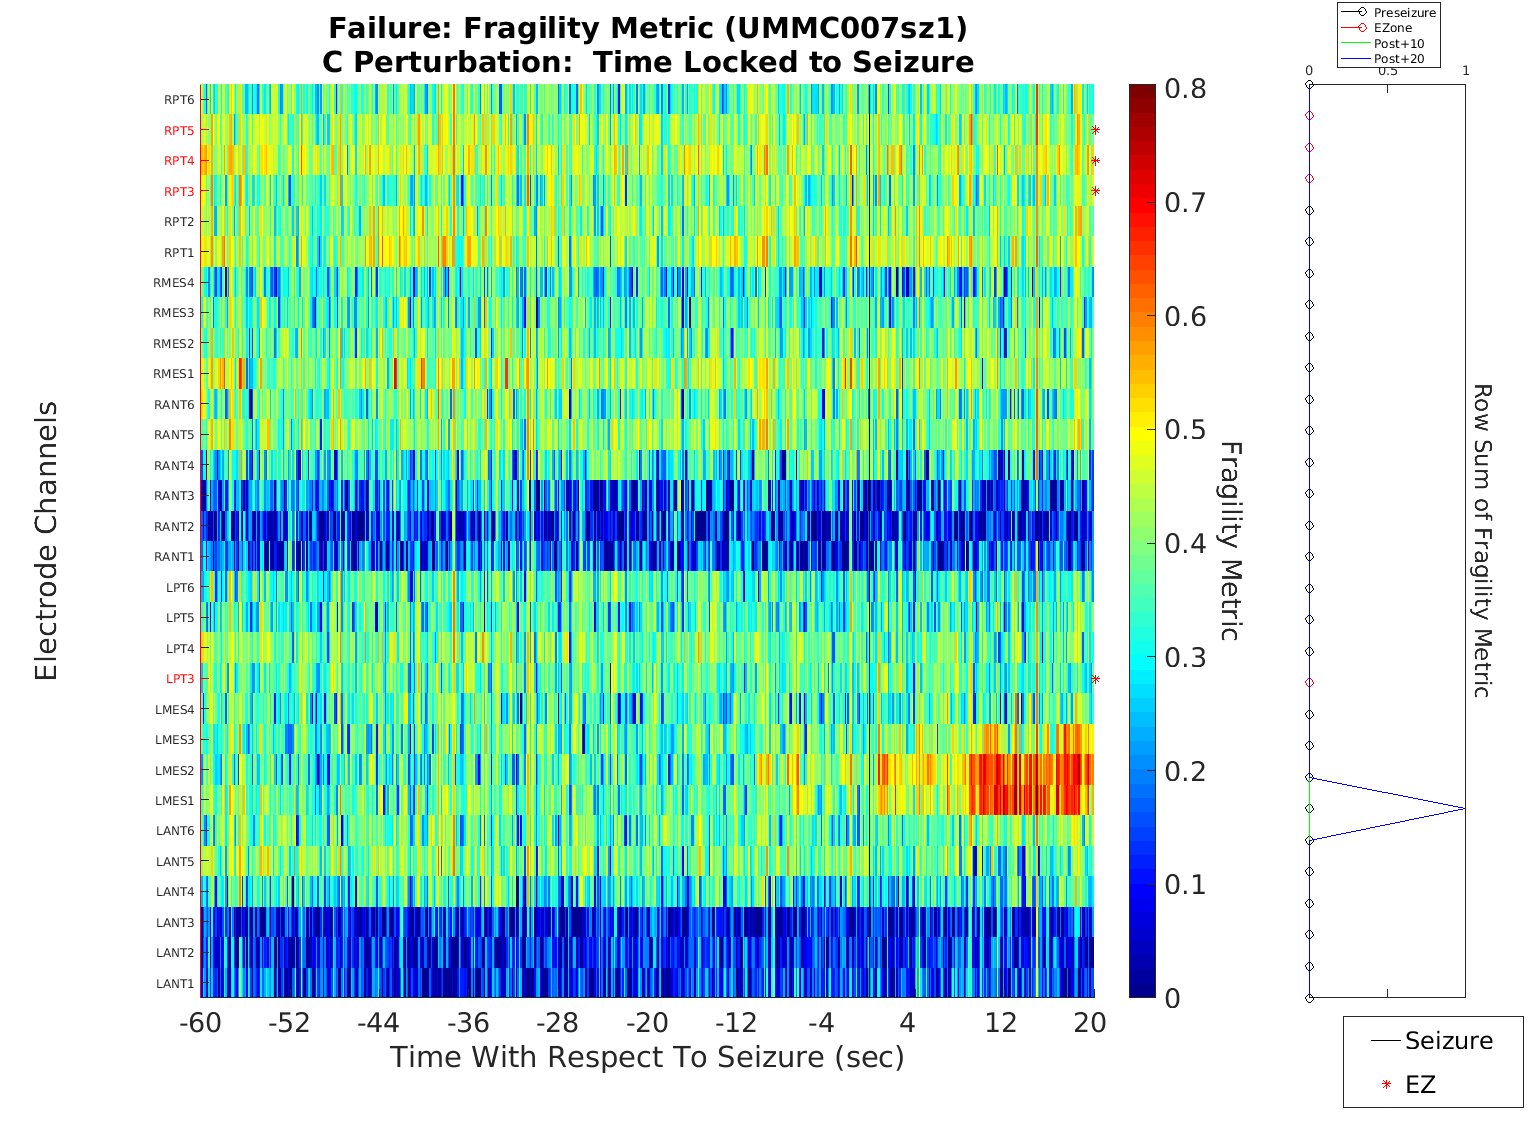 Failure: Fragility Metric (UMMC007sz1)
C Perturbation:  Time Locked to Seizure
Preseizure
EZone
Post+10
Post+20
0 0.5 1
Electrode Channels
RPT6
RPT5
RPT4
RPT3
RPT2
RPT1
RMES4
RMES3
RMES2
RMES1
RANT6
RANT5
RANT4
RANT3
RANT2
RANT1
LPT6
LPT5
LPT4
LPT3
LMES4
LMES3
LMES2
LMES1
LANT6
LANT5
LANT4
LANT3
LANT2
LANT1
-60 -52 -44 -36 -28 -20 -12 -4 4 12 20
Time With Respect To Seizure (sec)
0.8
0.7
0.6
0.5
0.4
0.3
0.2
0.1
0
Fragility Metric
Row Sum of Fragility Metric
Seizure
EZ